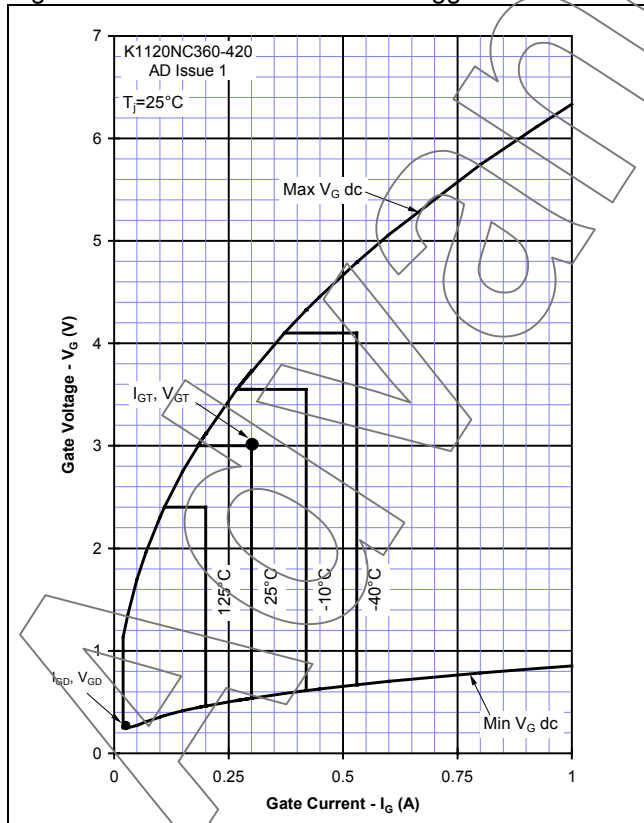 K1120NC360-420
AD Issue 1
Tj=25°C
7
6
5
4
3
2
1
0
Gate Voltage - VG (V)
Max VG dc
IGT, VGT
125°C
25°C
-10°C
-40°C
IGD, VGD
Min VG dc
0
0.25
0.5
0.75
1
Gate Current - IG (A)